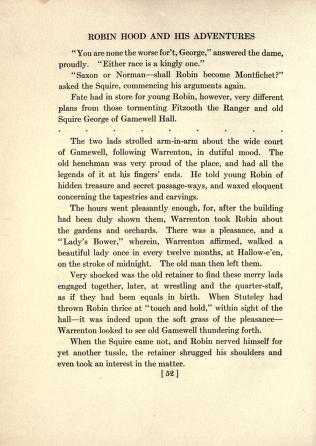 ROBIN HOOD AND HIS ADVENTURES
"You are none the worse for't, George," answered the dame,
proudly. "Either race is a kingly one."
"Saxon or Norman—shall Robin become Montfichet?"
asked the Squire, commencing his arguments again.
Fate had in store for young Robin, however, very different
plans from those tormenting Fitzooth the Ranger and old
Squire George of Gamewell Hall.
. . . . . . . . .
The two lads strolled arm-in-arm about the wide court
of Gamewell, following Warrenton, in dutiful mood. The
old henchman was very proud of the place, and had all the
legends of it at his fingers' ends. He told young Robin of
hidden treasure and secret passage-ways, and waxed eloquent
concerning the tapestries and carvings.
The hours went pleasantly enough, for, after the building
had been duly shown them, Warrenton took Robin about
the gardens and orchards. There was a pleasance, and a
"Lady's Bower," wherein, Warrenton affirmed, walked a
beautiful lady once in every twelve months, at Hallow-e'en,
on the stroke of midnight. The old man then left them.
Very shocked was the old retainer to find these merry lads
engaged together, later, at wrestling and the quarter-staff,
as if they had been equals in birth. When Stuteley had
thrown Robin thrice at "touch and hold," within sight of the
hall—it was indeed upon the soft grass of the pleasance—
Warrenton looked to see old Gamewell thundering forth.
When the Squire came not, and Robin nerved himself for
yet another tussle, the retainer shrugged his shoulders and
even took an interest in the matter.
[ 52 ]